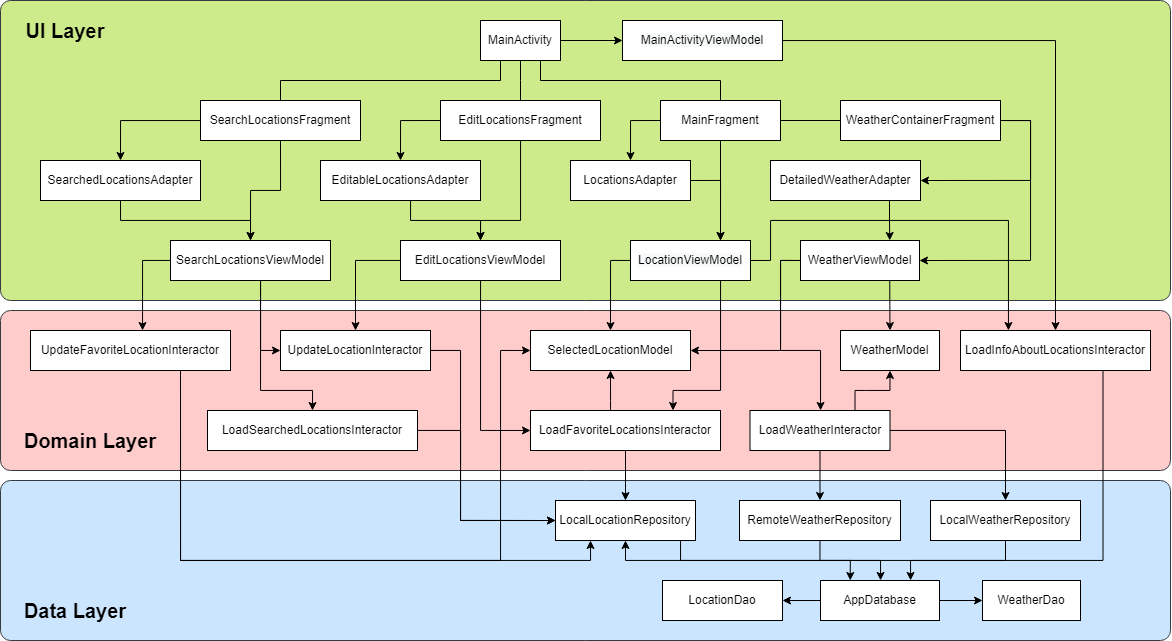 UI Layer
MainActivity
MainActivityViewModel
SearchLocationsFragment
EditLocationsFragment
MainFragment
WeatherContainerFragment
SearchedLocationsAdapter
EditableLocationsAdapter
LocationsAdapter
DetailedWeatherAdapter
SearchLocationsViewModel
EditLocationsViewModel
LocationViewModel
WeatherViewModel
UpdateFavoriteLocationInteractor
UpdateLocationInteractor
SelectedLocationModel
WeatherModel
LoadInfoAboutLocationsInteractor
Domain Layer
LoadSearchedLocationsInteractor
LoadFavoriteLocationsInteractor
LoadWeatherInteractor
LocalLocationRepository
RemoteWeatherRepository
LocalWeatherRepository
Data Layer
LocationDao
AppDatabase
WeatherDao